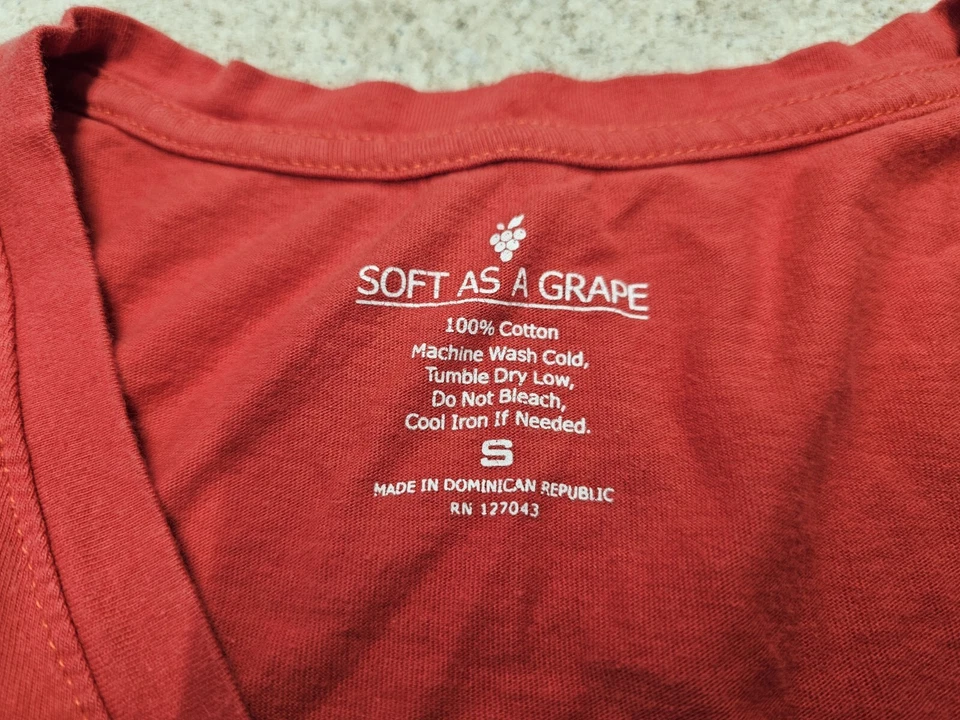 SOFT AS A GRAPE
100% Cotton
Machine Wash Cold,
Tumble Dry Low,
Do Not Bleach,
Cool Iron If Needed.
S
MADE IN DOMINICAN REPUBLIC
RN 127043